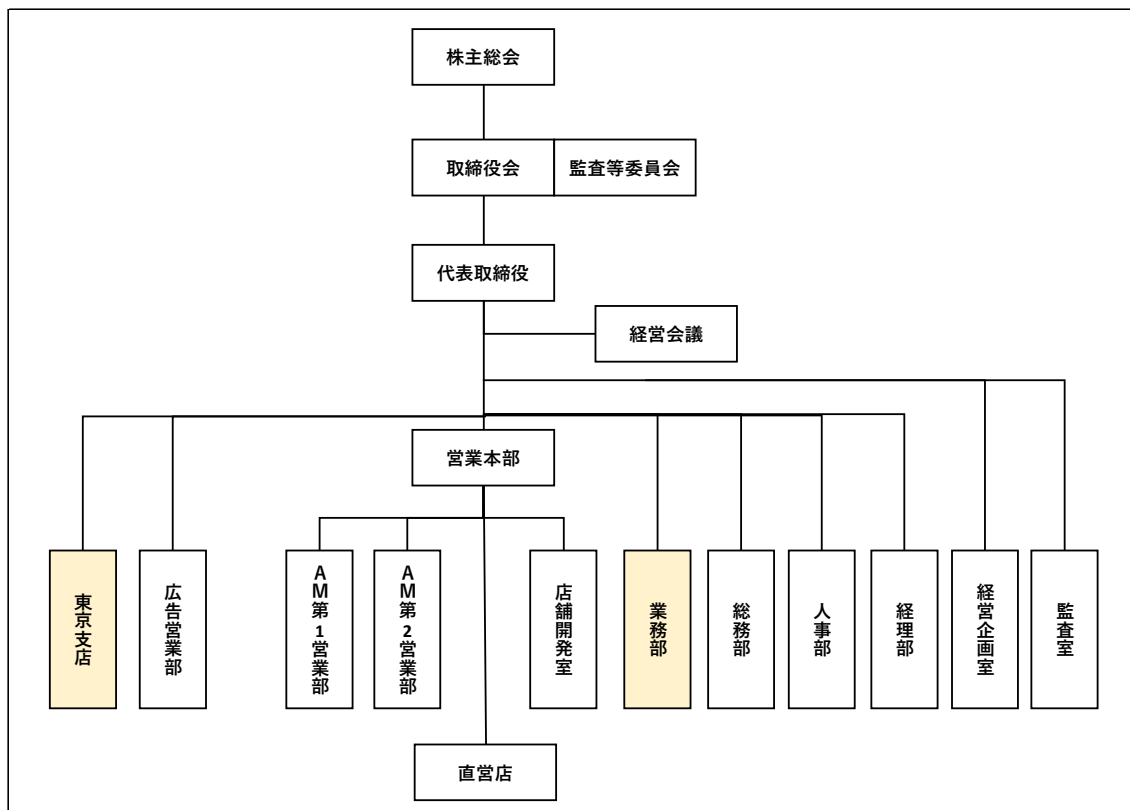 株主総会
取締役会
監査等委員会
代表取締役
経営会議
営業本部
東京支店
広告営業部
ＡＭ第1営業部
ＡＭ第2営業部
店舗開発室
業務部
総務部
人事部
経理部
経営企画室
監査室
直営店